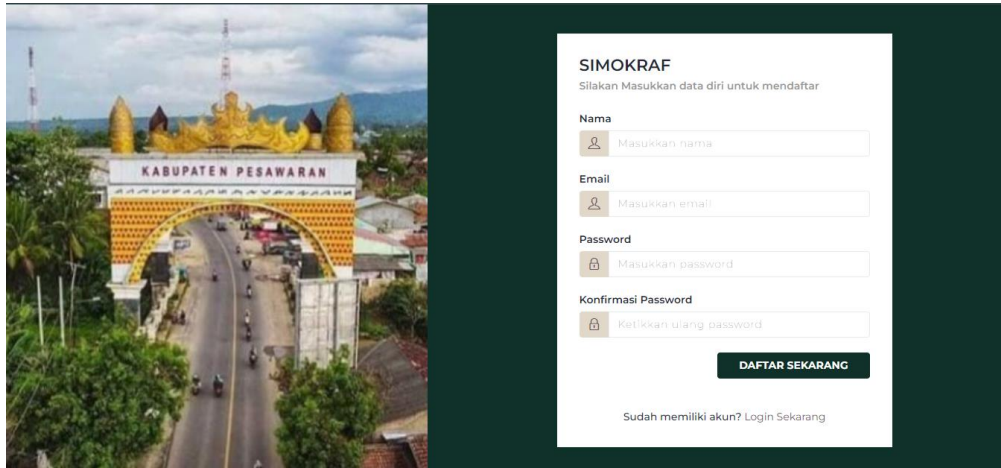 KABUPATEN PESAWARAN
SIMOKRAF
Silakan Masukkan data diri untuk mendaftar
Nama
Masukkan nama
Email
Masukkan email
Password
Masukkan password
Konfirmasi Password
Ketikkan ulang password
DAFTAR SEKARANG
Sudah memiliki akun? Login Sekarang